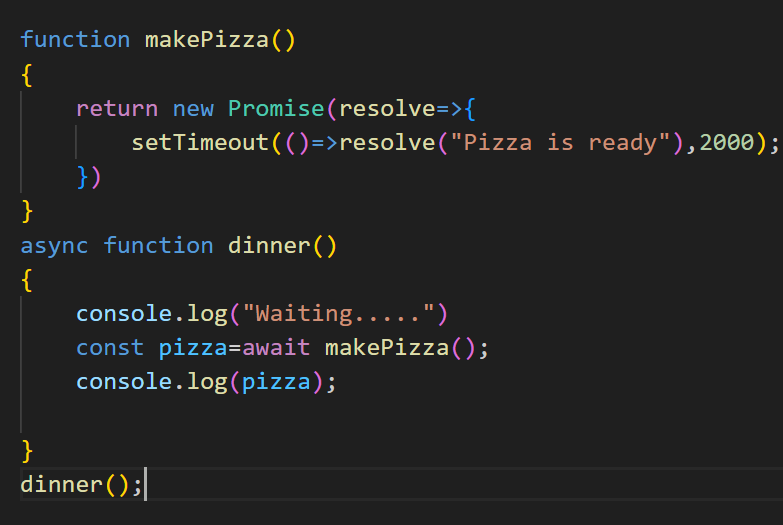 function makePizza()
{
    return new Promise(resolve=>{
        setTimeout(()=>resolve("Pizza is ready"),2000);
    })
}
async function dinner()
{
    console.log("Waiting.....")
    const pizza=await makePizza();
    console.log(pizza);

}
dinner();